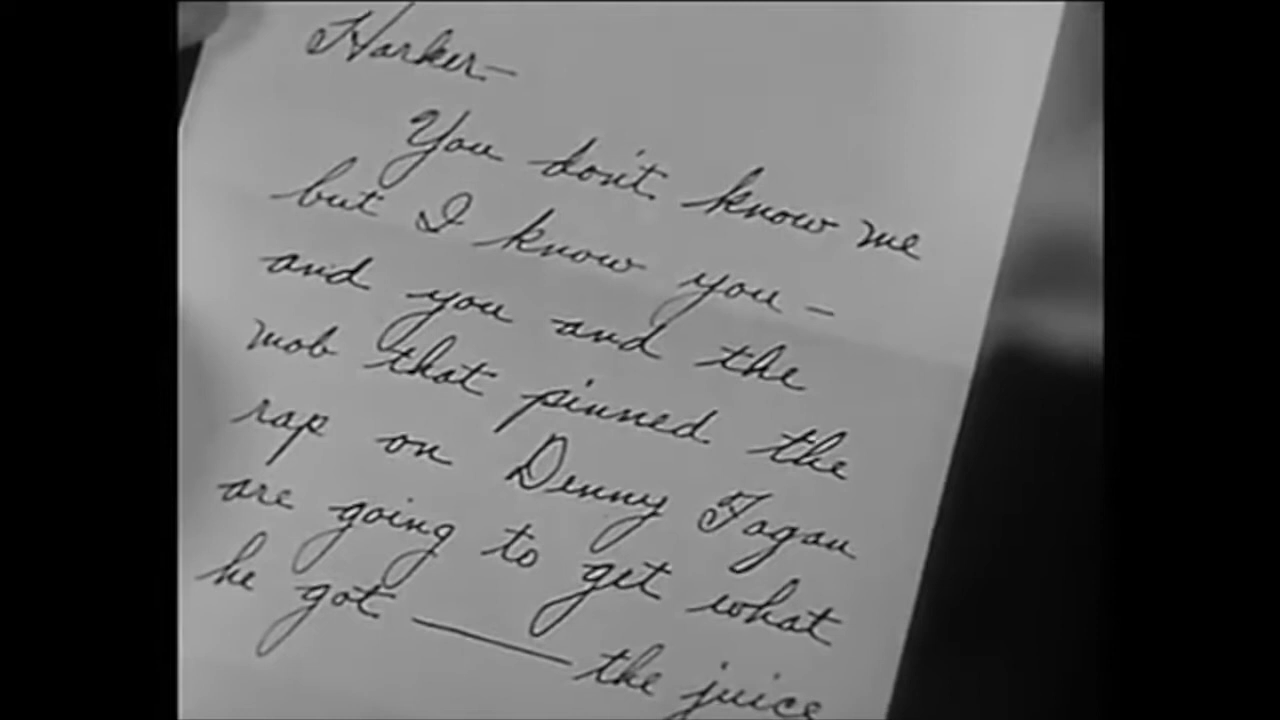 Harker—
You don't know me
but I know you —
and you and the
mob that pinned the
rap on Denny Fagan
are going to get what
he got —— the juice